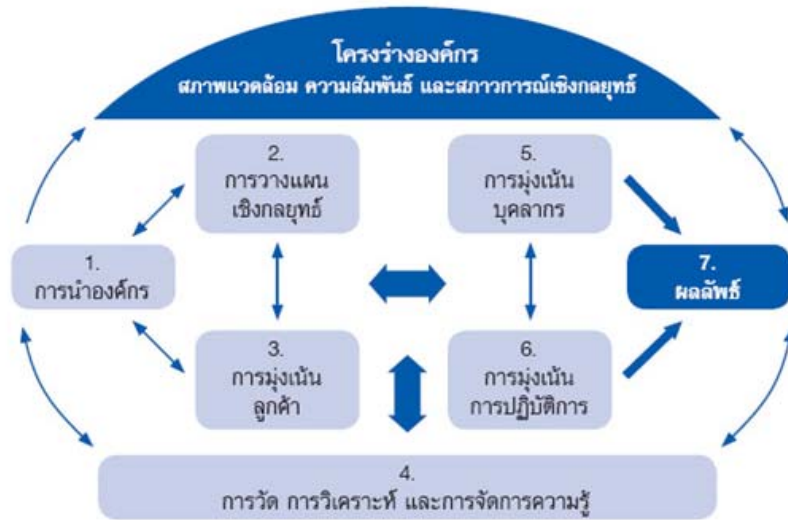 โครงร่างองค์กร
สภาพแวดล้อม ความสัมพันธ์ และสภาวการณ์เชิงกลยุทธ์
1.
การนำองค์กร
2.
การวางแผน
เชิงกลยุทธ์
3.
การมุ่งเน้น
ลูกค้า
5.
การมุ่งเน้น
บุคลากร
6.
การมุ่งเน้น
การปฏิบัติการ
7.
ผลลัพธ์
4.
การวัด การวิเคราะห์ และการจัดการความรู้